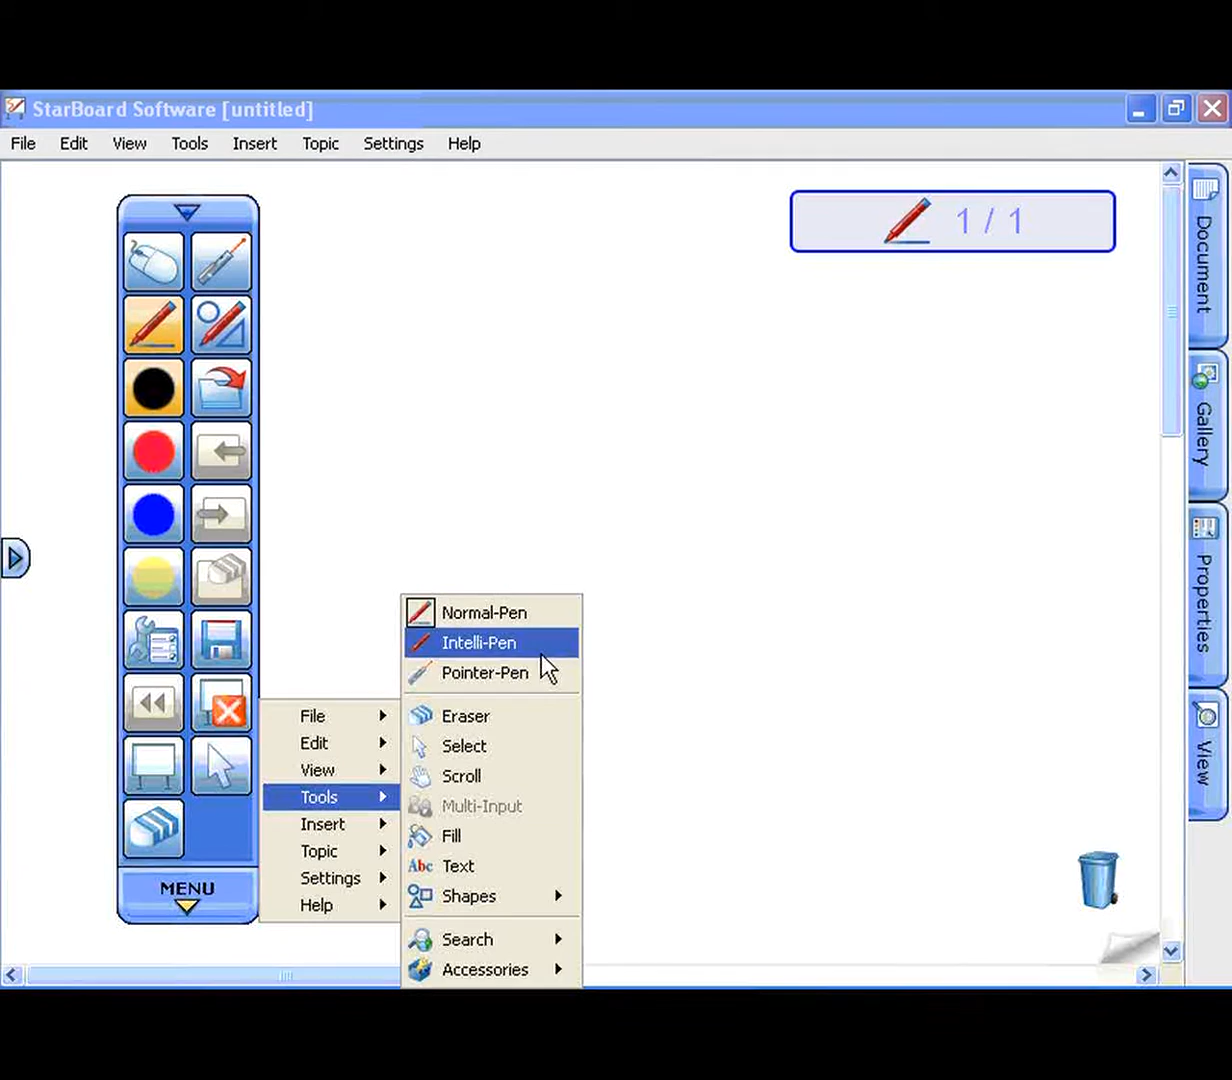 StarBoard Software [untitled]
File Edit View Tools Insert Topic Settings Help
1 / 1
Document
Gallery
Properties
View
Normal-Pen
Intelli-Pen
Pointer-Pen
Eraser
Select
Scroll
Multi-Input
Fill
Abc Text
Shapes
Search
Accessories
File
Edit
View
Tools
Insert
Topic
Settings
Help
MENU